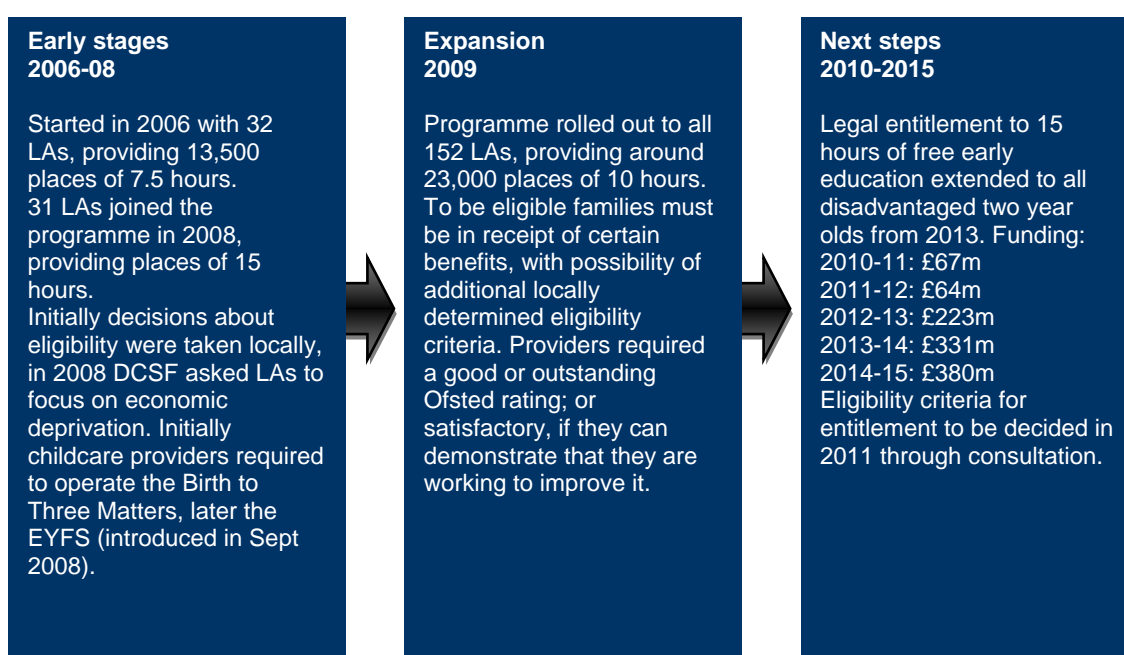 Early stages
2006-08
Started in 2006 with 32
LAs, providing 13,500
places of 7.5 hours.
31 LAs joined the
programme in 2008,
providing places of 15
hours.
Initially decisions about
eligibility were taken locally,
in 2008 DCSF asked LAs to
focus on economic
deprivation. Initially
childcare providers required
to operate the Birth to
Three Matters, later the
EYFS (introduced in Sept
2008).
Expansion
2009
Programme rolled out to all
152 LAs, providing around
23,000 places of 10 hours.
To be eligible families must
be in receipt of certain
benefits, with possibility of
additional locally
determined eligibility
criteria. Providers required
a good or outstanding
Ofsted rating; or
satisfactory, if they can
demonstrate that they are
working to improve it.
Next steps
2010-2015
Legal entitlement to 15
hours of free early
education extended to all
disadvantaged two year
olds from 2013. Funding:
2010-11: £67m
2011-12: £64m
2012-13: £223m
2013-14: £331m
2014-15: £380m
Eligibility criteria for
entitlement to be decided in
2011 through consultation.